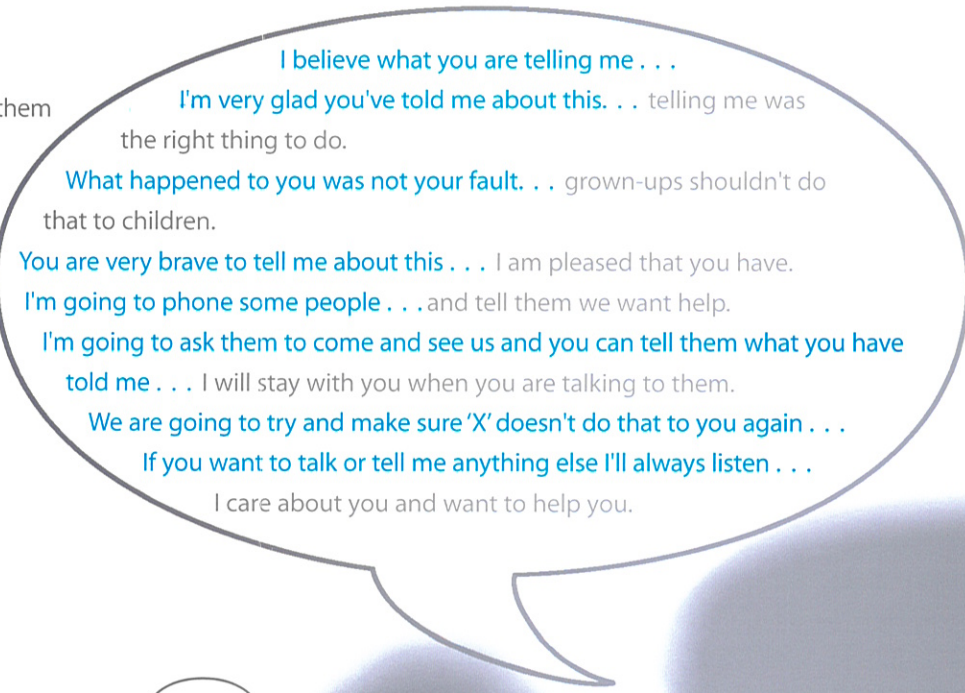 I believe what you are telling me . . .
them
I'm very glad you've told me about this. . . telling me was
the right thing to do.
What happened to you was not your fault. . . grown-ups shouldn't do
that to children.
You are very brave to tell me about this . . . I am pleased that you have.
I'm going to phone some people . . . and tell them we want help.
I'm going to ask them to come and see us and you can tell them what you have
told me . . . I will stay with you when you are talking to them.
We are going to try and make sure ‘X’ doesn't do that to you again . . .
If you want to talk or tell me anything else I'll always listen . . .
I care about you and want to help you.